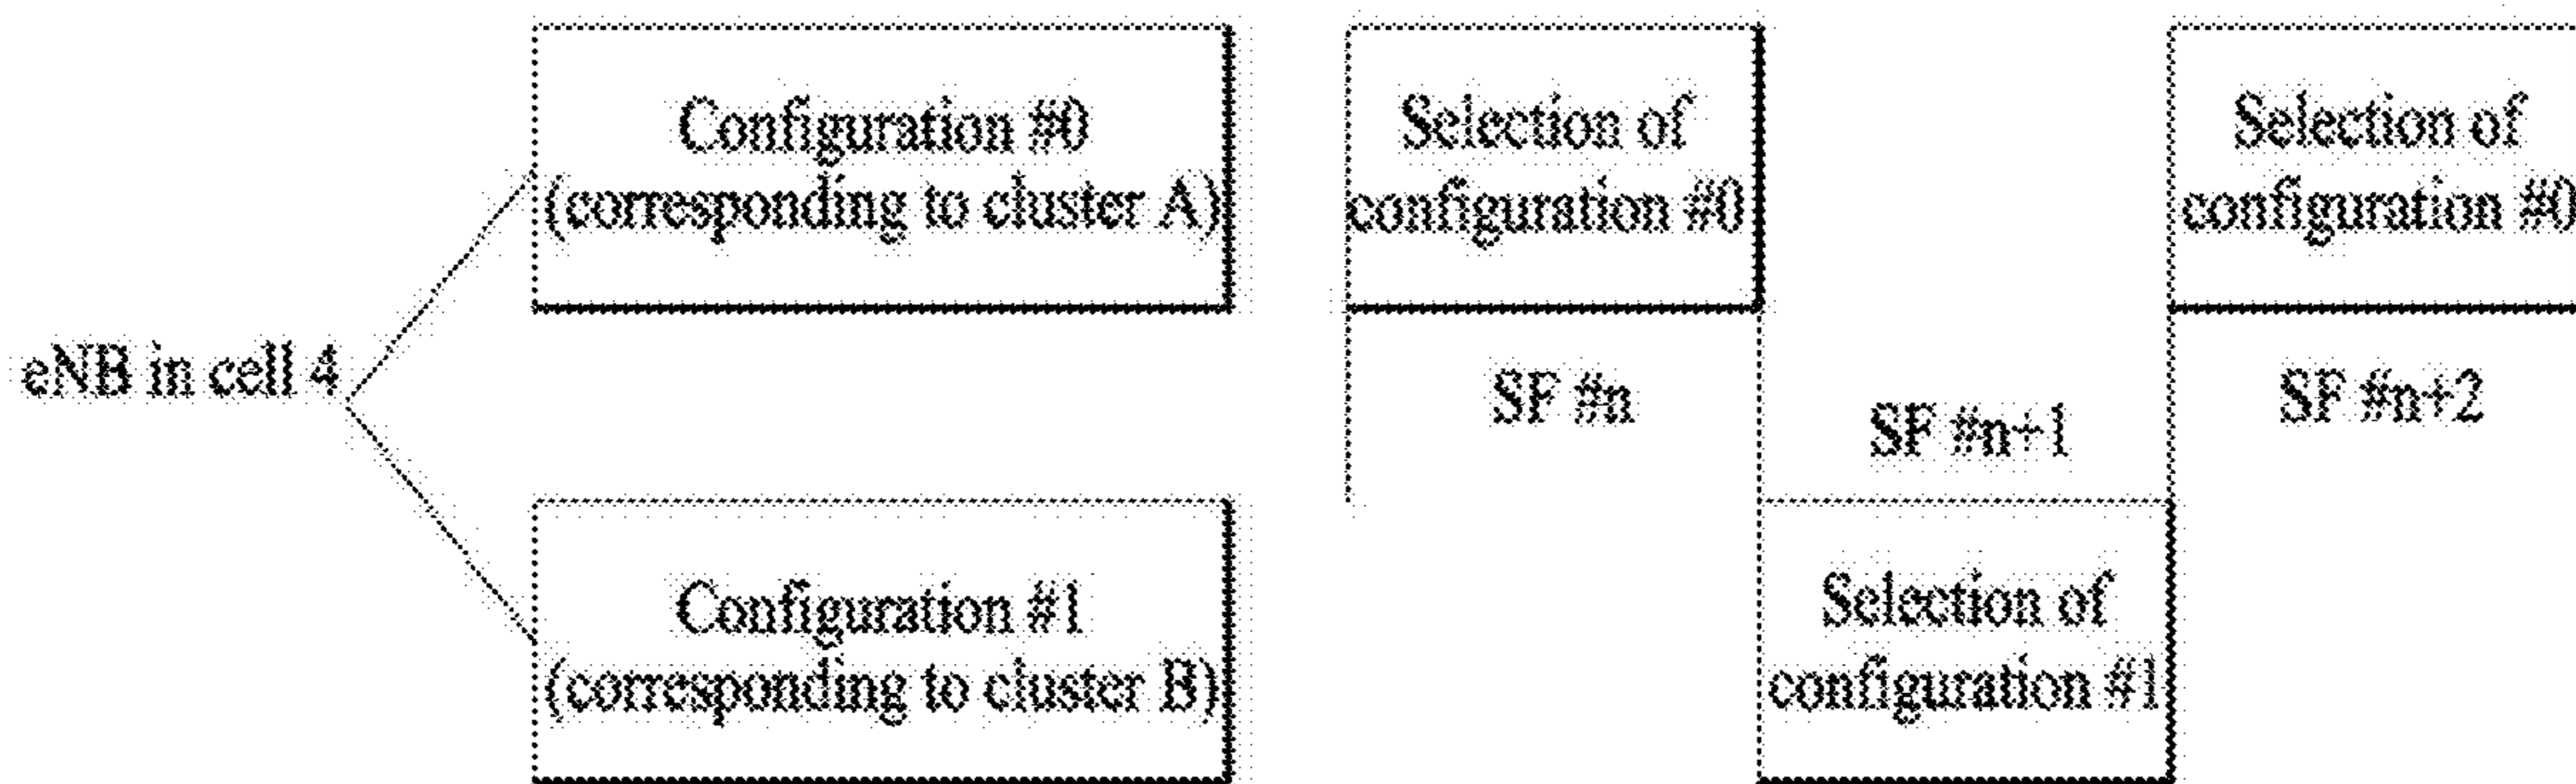 Configuration #0
(corresponding to cluster A)
Selection of
configuration #0
Selection of
configuration #0
eNB in cell 4
SF #n
SF #n+1
SF #n+2
Configuration #1
(corresponding to cluster B)
Selection of
configuration #1